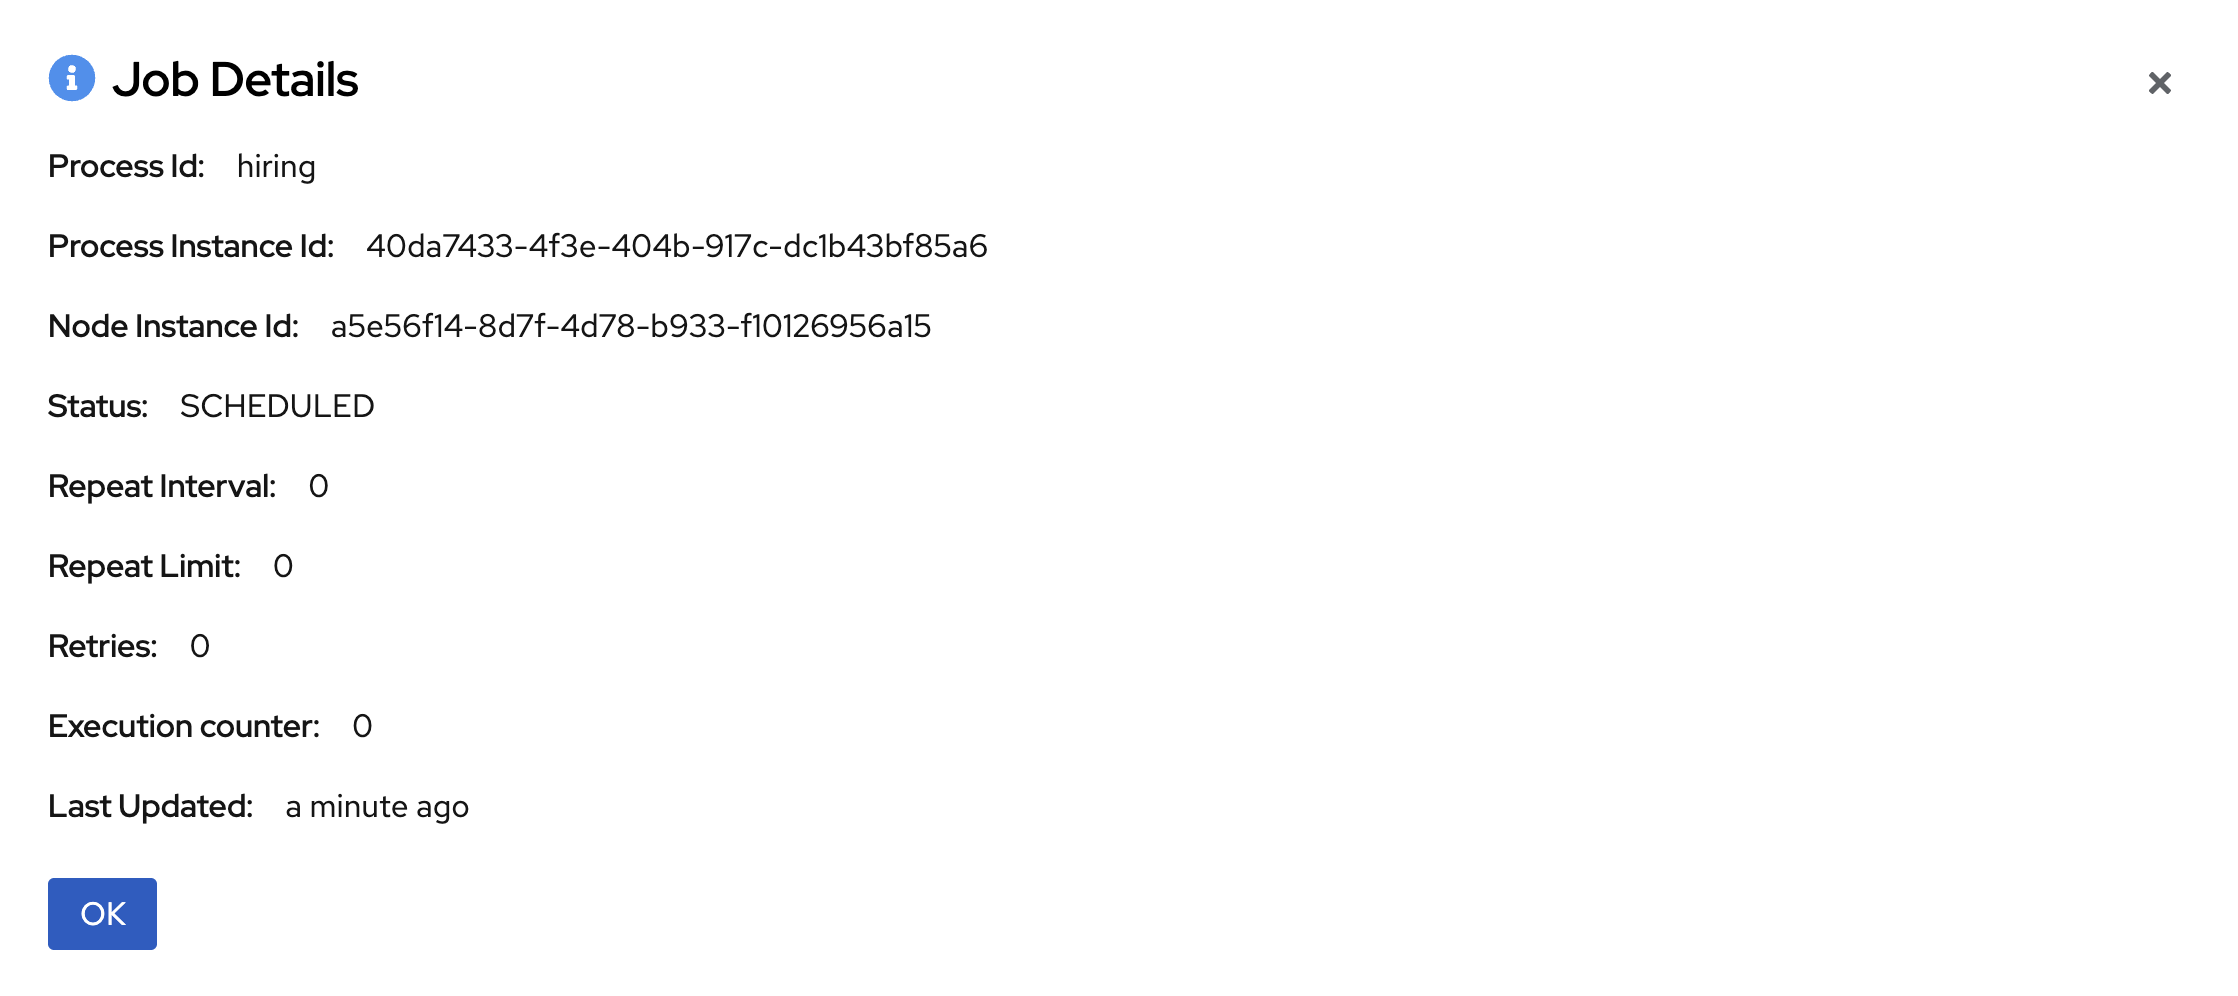 Job Details
Process Id: hiring
Process Instance Id: 40da7433-4f3e-404b-917c-dc1b43bf85a6
Node Instance Id: a5e56f14-8d7f-4d78-b933-f10126956a15
Status: SCHEDULED
Repeat Interval: 0
Repeat Limit: 0
Retries: 0
Execution counter: 0
Last Updated: a minute ago
OK